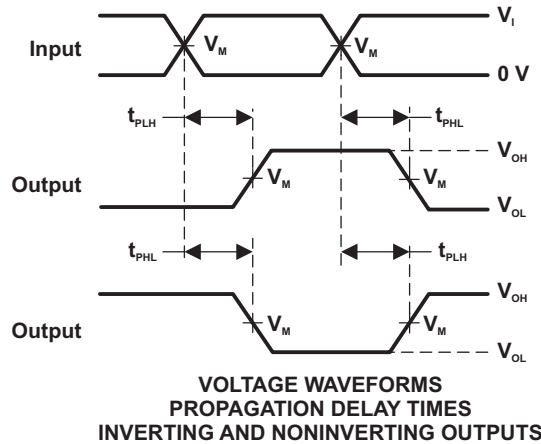 V_I
Input
V_M
V_M
0 V
t_PLH
t_PHL
V_OH
Output
V_M
V_M
V_OL
t_PHL
t_PLH
V_OH
Output
V_M
V_M
V_OL
VOLTAGE WAVEFORMS
PROPAGATION DELAY TIMES
INVERTING AND NONINVERTING OUTPUTS